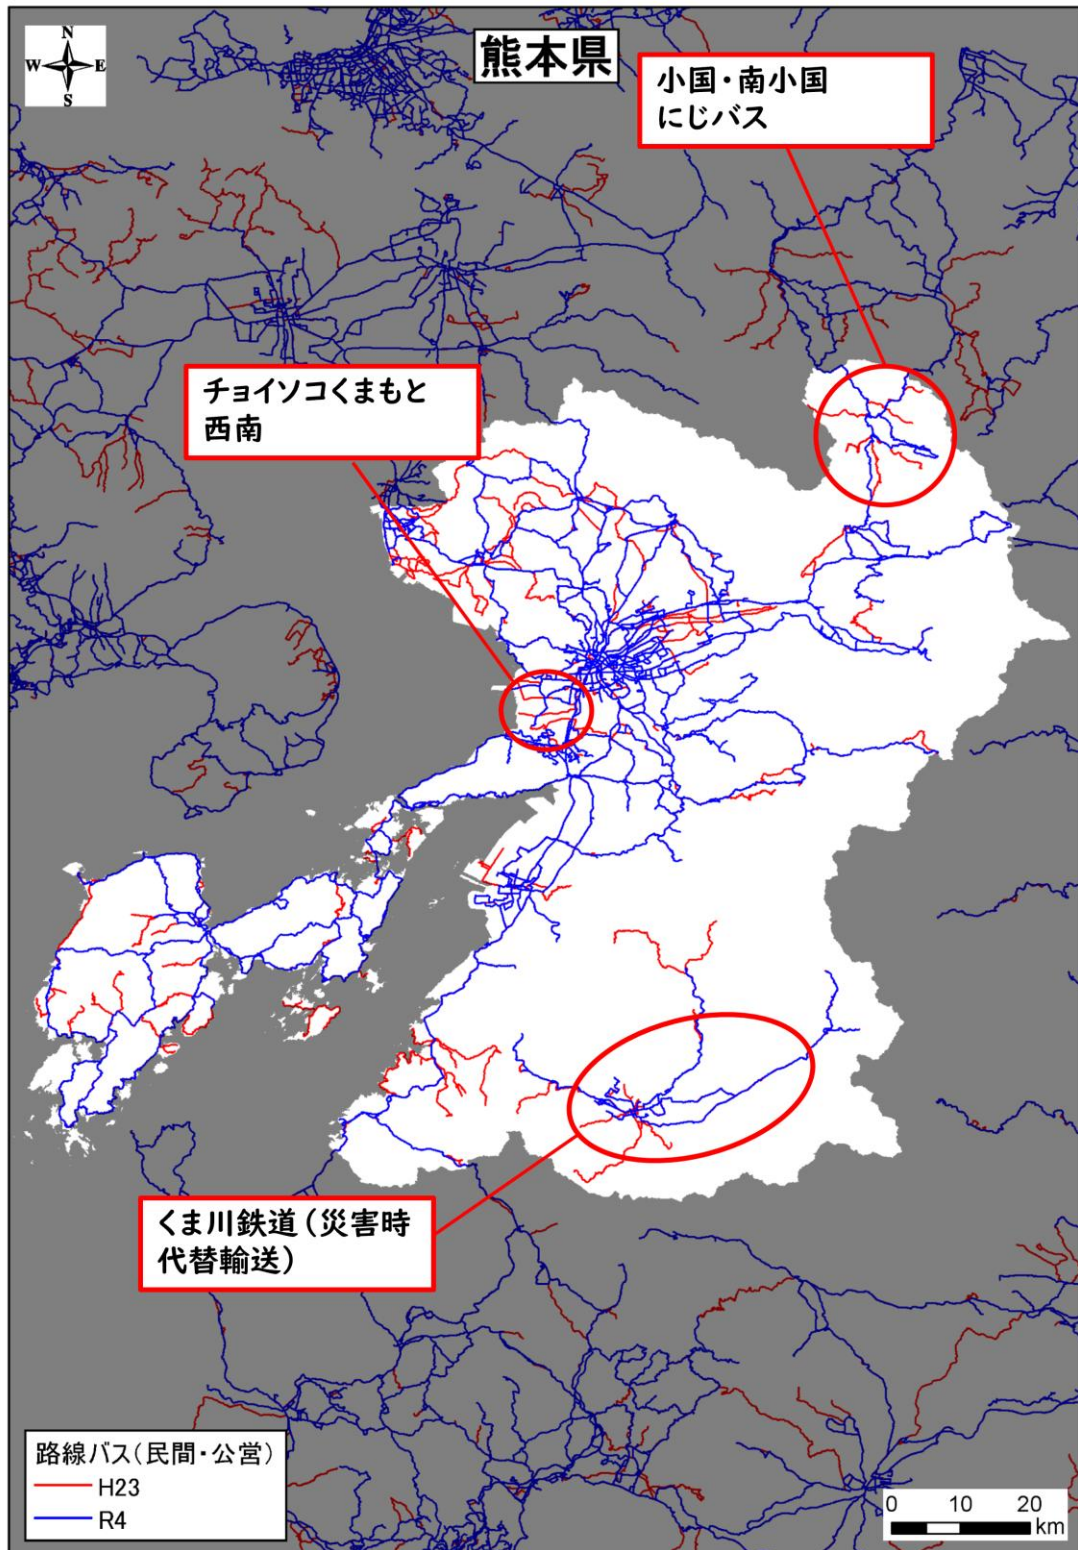 N
W E
S
熊本県
小国・南小国
にじバス
チョイソコくまもと
西南
くま川鉄道(災害時
代替輸送)
路線バス(民間・公営)
H23
R4
0 10 20
km